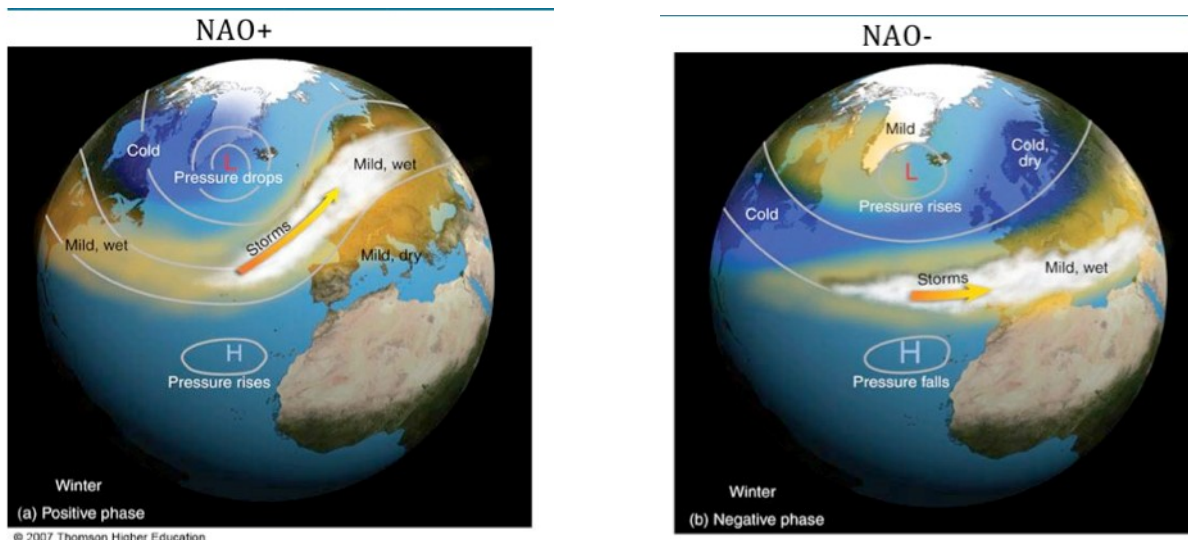 NAO+
Cold
L
Pressure drops
Mild, wet
Mild, wet
Storms
Mild, dry
H
Pressure rises
Winter
(a) Positive phase
© 2007 Thomson Higher Education
NAO-
Mild
Cold,
dry
L
Pressure rises
Cold
Storms
Mild, wet
H
Pressure falls
Winter
(b) Negative phase